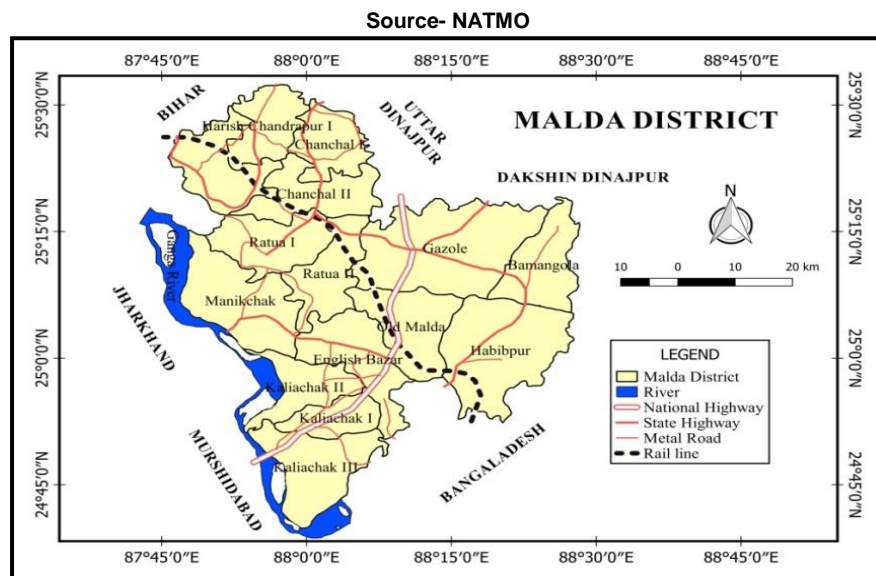 Source- NATMO
87°45'0"E 88°0'0"E 88°15'0"E 88°30'0"E 88°45'0"E
25°30'0"N
25°15'0"N
25°0'0"N
24°45'0"N
BIHAR
UTTAR
DINAJPUR
MALDA DISTRICT
Harish Chandrapur I
Chanchal I
DAKSHIN DINAJPUR
Chanchal II
N
Ganga River
Ratua I
Gazole
Ratua II
Bamangola
10 0 10 20 km
JHARKHAND
Manikchak
Old Malda
English Bazar
Habibpur
Kaliachak II
Kaliachak I
Kaliachak III
MURSHIDABAD
BANGALADESH
LEGEND
Malda District
River
National Highway
State Highway
Metal Road
Rail line
25°30'0"N
25°15'0"N
25°0'0"N
24°45'0"N
87°45'0"E 88°0'0"E 88°15'0"E 88°30'0"E 88°45'0"E